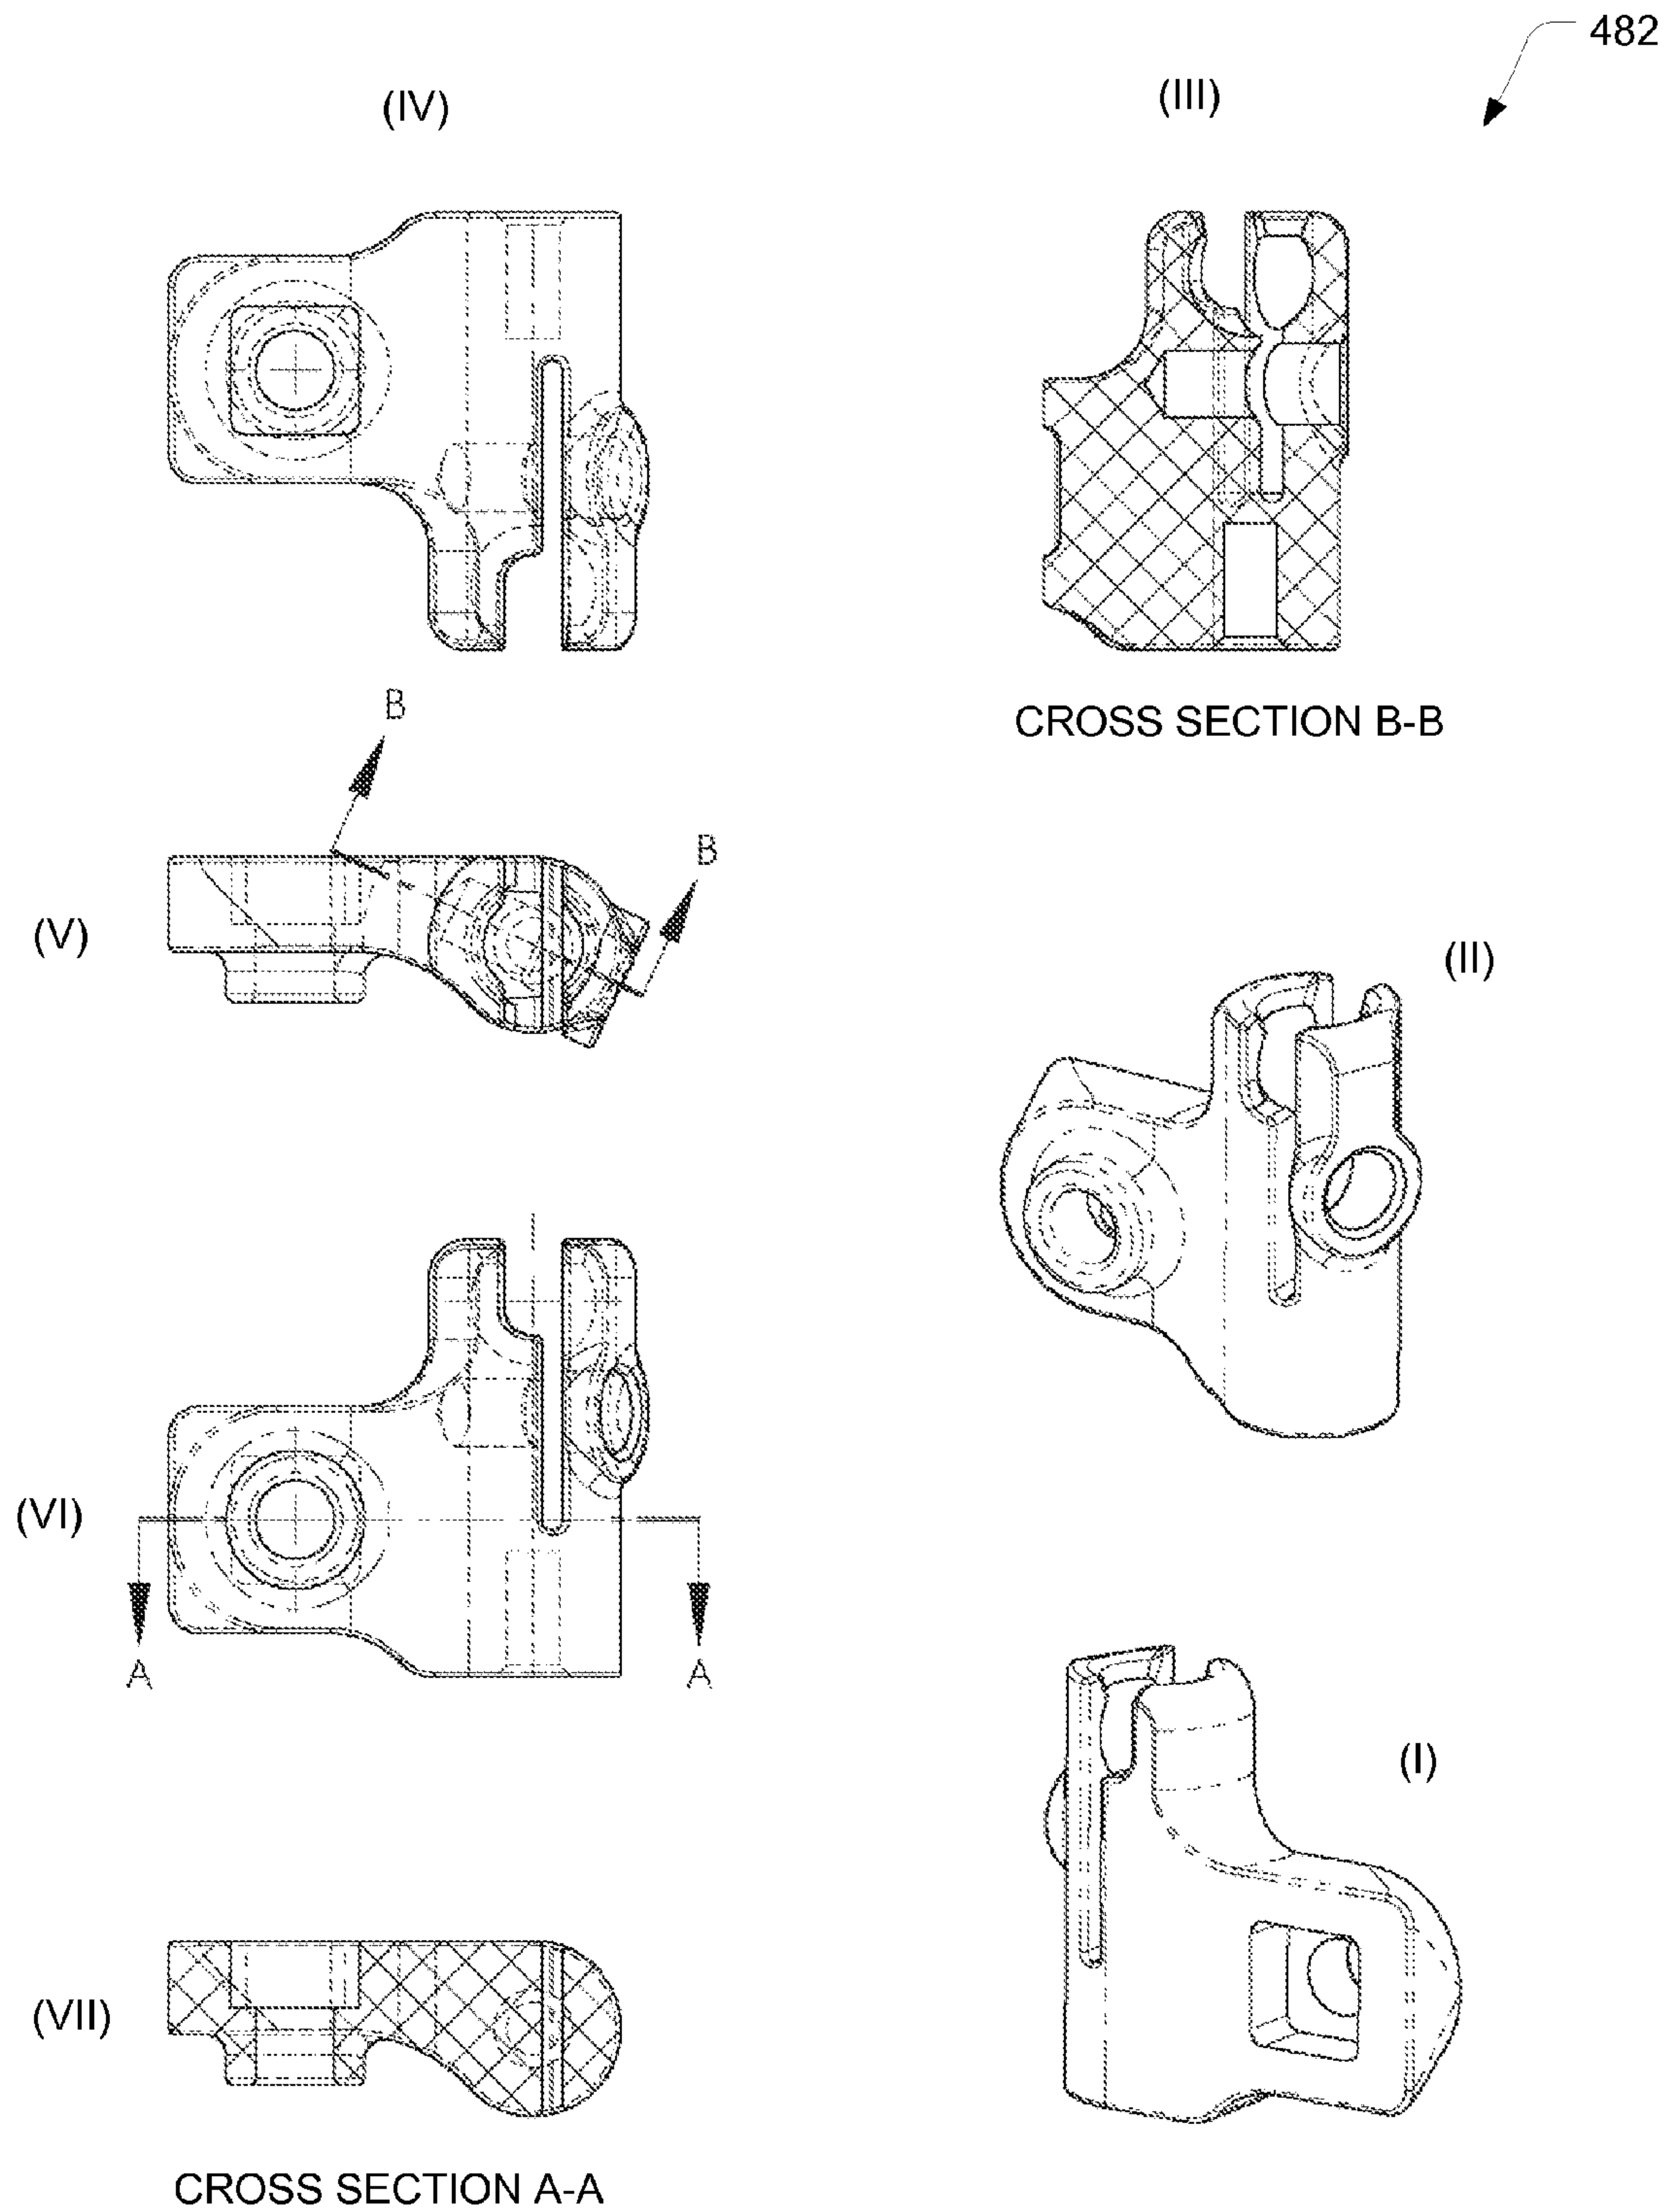 482
(IV)
(III)
B
CROSS SECTION B-B
B
(V)
(II)
(VI)
A
A
(I)
(VII)
CROSS SECTION A-A